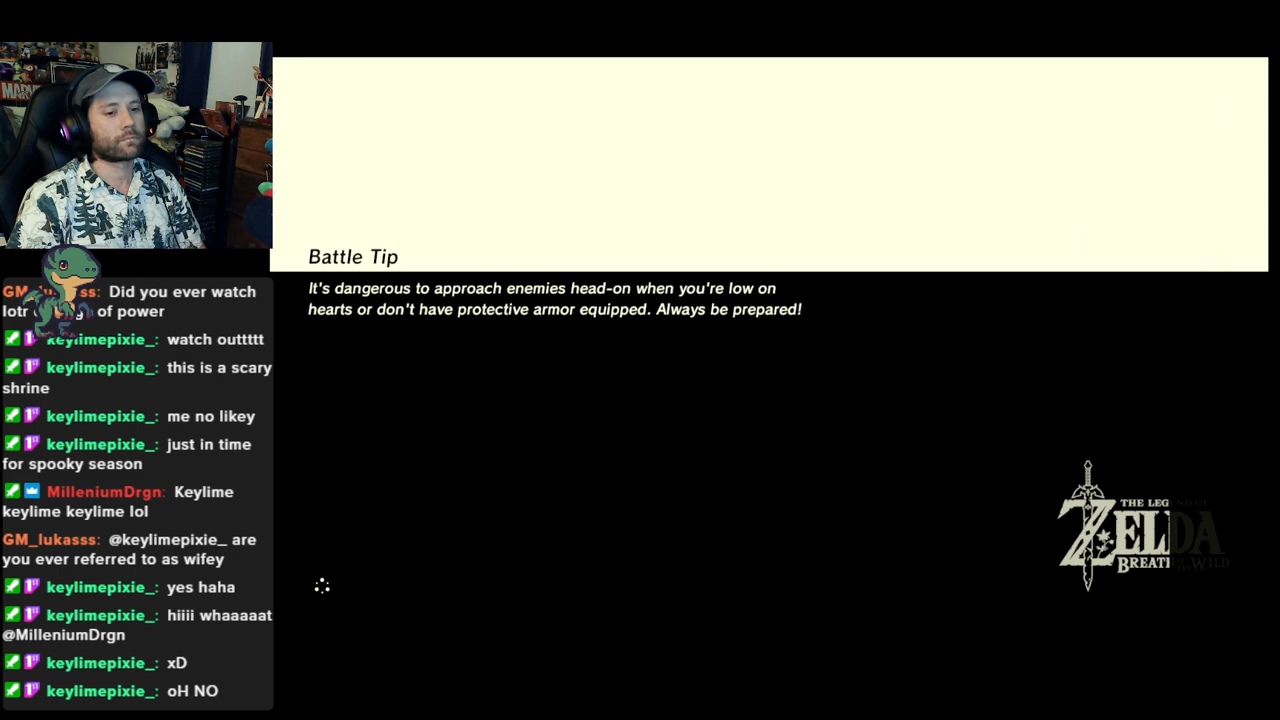 MARVEL
Battle Tip
It's dangerous to approach enemies head-on when you're low on
hearts or don't have protective armor equipped. Always be prepared!
Did you ever watch
lotr of power
keylimepixie_: watch outtttt
keylimepixie_: this is a scary
shrine
keylimepixie_: me no likey
keylimepixie_: just in time
for spooky season
MilleniumDrgn: Keylime
keylime keylime lol
GM_lukasss: @keylimepixie_ are
you ever referred to as wifey
keylimepixie_: yes haha
keylimepixie_: hiiii whaaaaat
@MilleniumDrgn
keylimepixie_: xD
keylimepixie_: oH NO
THE LEGEND OF
ZELDA
BREATH OF THE WILD